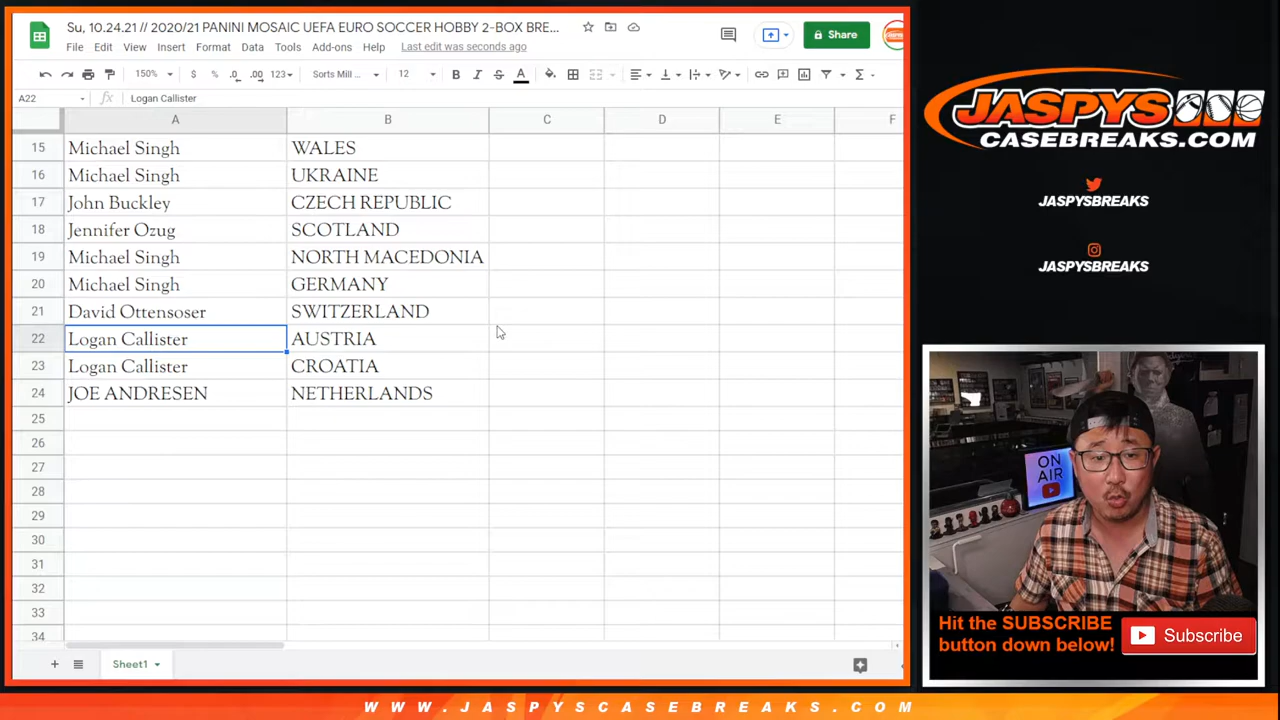 Su, 10.24.21 // 2020/21 PANINI MOSAIC UEFA EURO SOCCER HOBBY 2-BOX BRE...
Share
File Edit View Insert Format Data Tools Add-ons Help Last edit was seconds ago
150% $ % .0 .00 123 Sorts Mill ... 12 B I S A
A22 fx Logan Callister
A B C D E F
15 Michael Singh WALES
16 Michael Singh UKRAINE
17 John Buckley CZECH REPUBLIC
18 Jennifer Ozug SCOTLAND
19 Michael Singh NORTH MACEDONIA
20 Michael Singh GERMANY
21 David Ottensoser SWITZERLAND
22 Logan Callister AUSTRIA
23 Logan Callister CROATIA
24 JOE ANDRESEN NETHERLANDS
25
26
27
28
29
30
31
32
33
34
Sheet1
JASPYS
CASEBREAKS.COM
JASPYSBREAKS
JASPYSBREAKS
ON
AIR
Hit the SUBSCRIBE
button down below!
Subscribe
WWW.JASPYSCASEBREAKS.COM